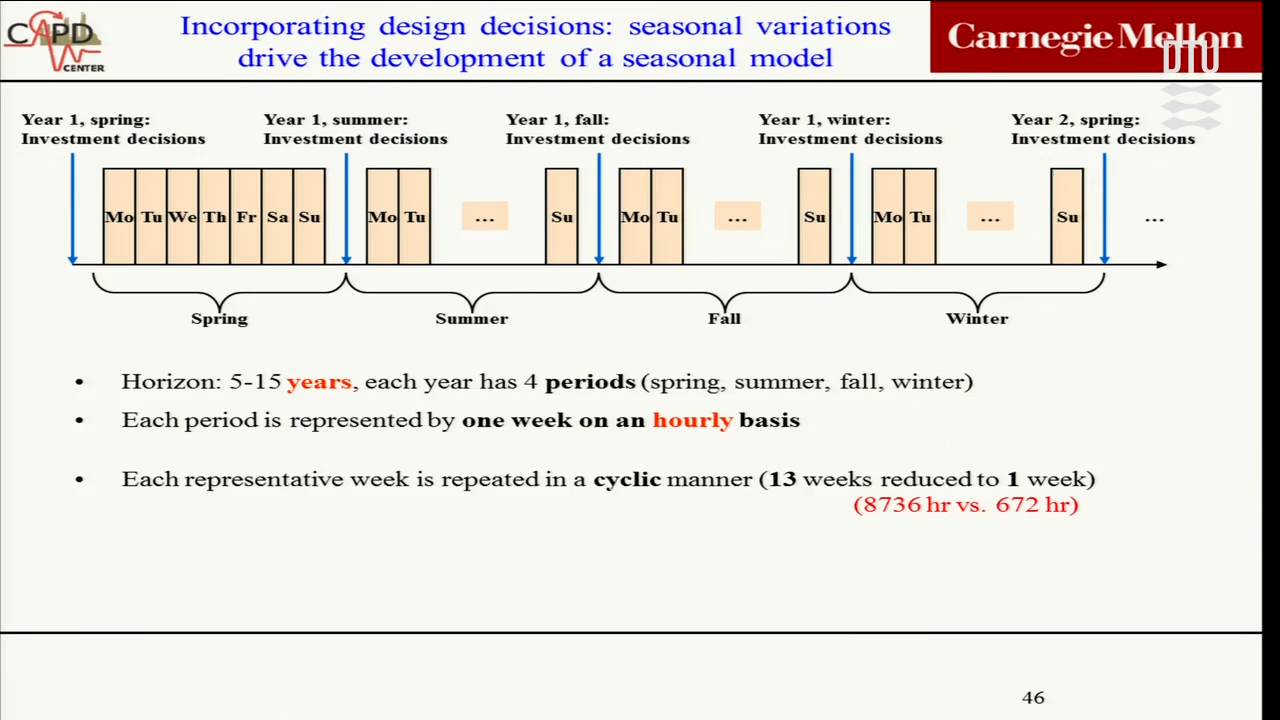 CAPD
CENTER
Incorporating design decisions: seasonal variations
drive the development of a seasonal model
Carnegie Mellon
DTU
Year 1, spring:
Investment decisions
Year 1, summer:
Investment decisions
Year 1, fall:
Investment decisions
Year 1, winter:
Investment decisions
Year 2, spring:
Investment decisions
Mo Tu We Th Fr Sa Su Mo Tu ... Su Mo Tu ... Su Mo Tu ... Su ...
Spring Summer Fall Winter
• Horizon: 5-15 years, each year has 4 periods (spring, summer, fall, winter)
• Each period is represented by one week on an hourly basis
• Each representative week is repeated in a cyclic manner (13 weeks reduced to 1 week)
(8736 hr vs. 672 hr)
46